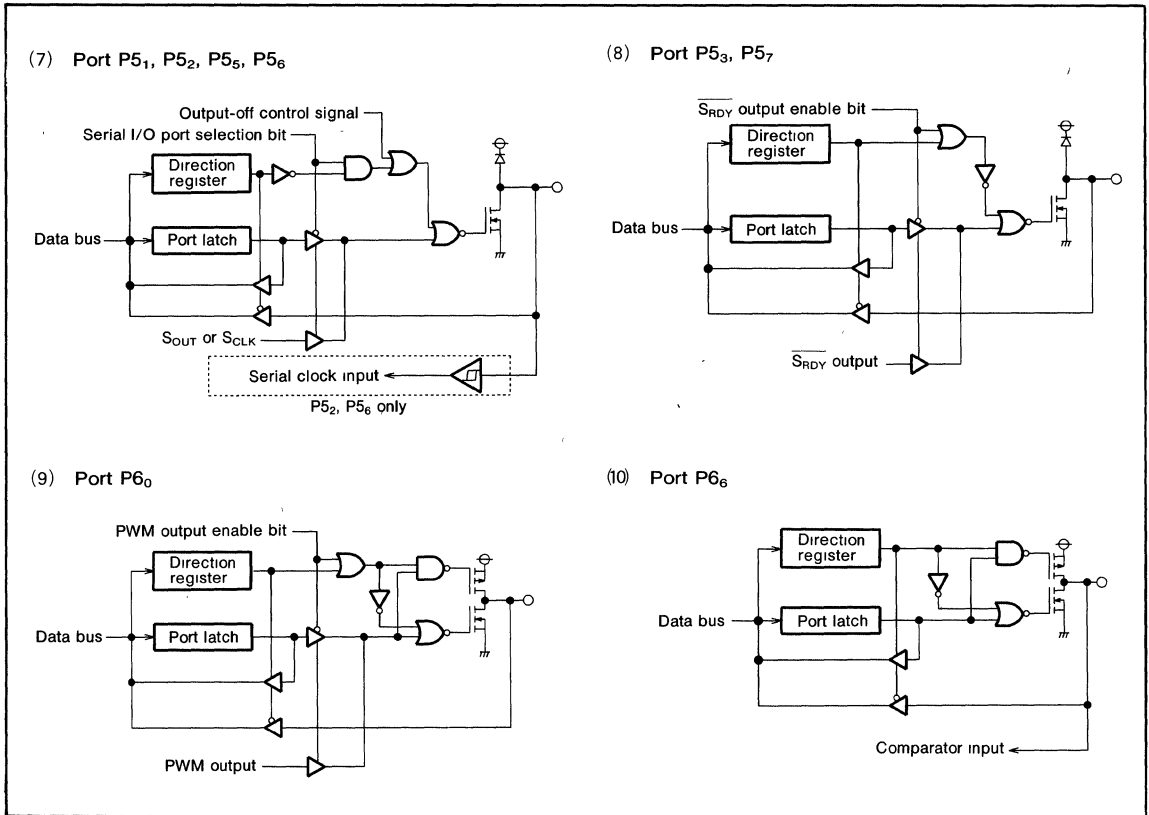 (7) Port P5₁, P5₂, P5₅, P5₆
Output-off control signal
Serial I/O port selection bit
Direction
register
Data bus
Port latch
SOUT or SCLK
Serial clock input
P5₂, P5₆ only
(8) Port P5₃, P5₇
SRDY output enable bit
Direction
register
Data bus
Port latch
SRDY output
(9) Port P6₀
PWM output enable bit
Direction
register
Data bus
Port latch
PWM output
(10) Port P6₆
Direction
register
Data bus
Port latch
Comparator input